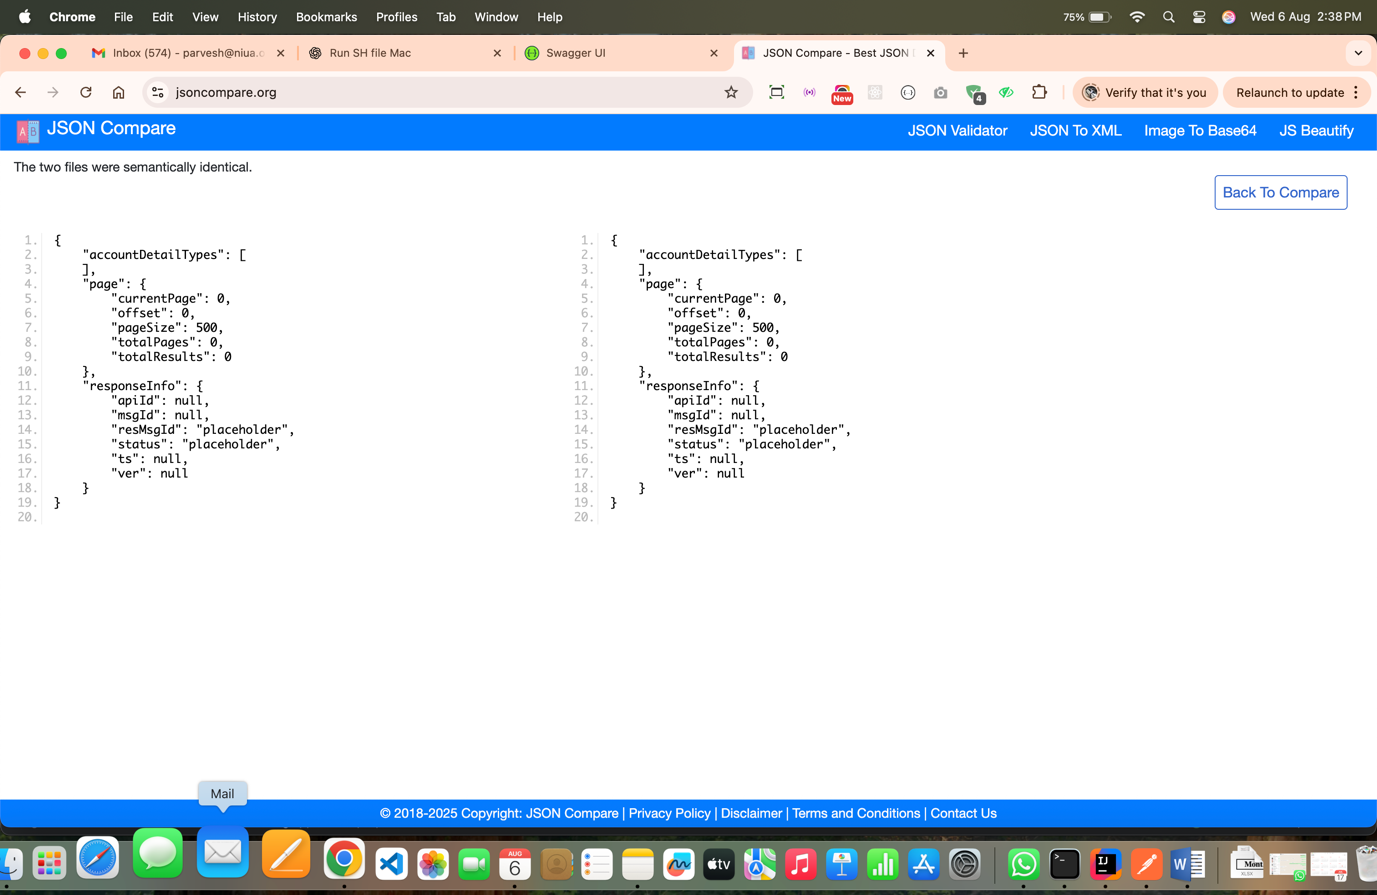 Chrome File Edit View History Bookmarks Profiles Tab Window Help 75% Wed 6 Aug 2:38 PM
Inbox (574) - parvesh@niua.o Run SH file Mac Swagger UI JSON Compare - Best JSON
jsoncompare.org New 4 Verify that it's you Relaunch to update
A B JSON Compare JSON Validator JSON To XML Image To Base64 JS Beautify
The two files were semantically identical.
Back To Compare
1. {
2. "accountDetailTypes": [
3. ],
4. "page": {
5. "currentPage": 0,
6. "offset": 0,
7. "pageSize": 500,
8. "totalPages": 0,
9. "totalResults": 0
10. },
11. "responseInfo": {
12. "apiId": null,
13. "msgId": null,
14. "resMsgId": "placeholder",
15. "status": "placeholder",
16. "ts": null,
17. "ver": null
18. }
19. }
20.
1. {
2. "accountDetailTypes": [
3. ],
4. "page": {
5. "currentPage": 0,
6. "offset": 0,
7. "pageSize": 500,
8. "totalPages": 0,
9. "totalResults": 0
10. },
11. "responseInfo": {
12. "apiId": null,
13. "msgId": null,
14. "resMsgId": "placeholder",
15. "status": "placeholder",
16. "ts": null,
17. "ver": null
18. }
19. }
20.
Mail
© 2018-2025 Copyright: JSON Compare | Privacy Policy | Disclaimer | Terms and Conditions | Contact Us
AUG
6
tv
IJ
W
Mont
XLSX
17